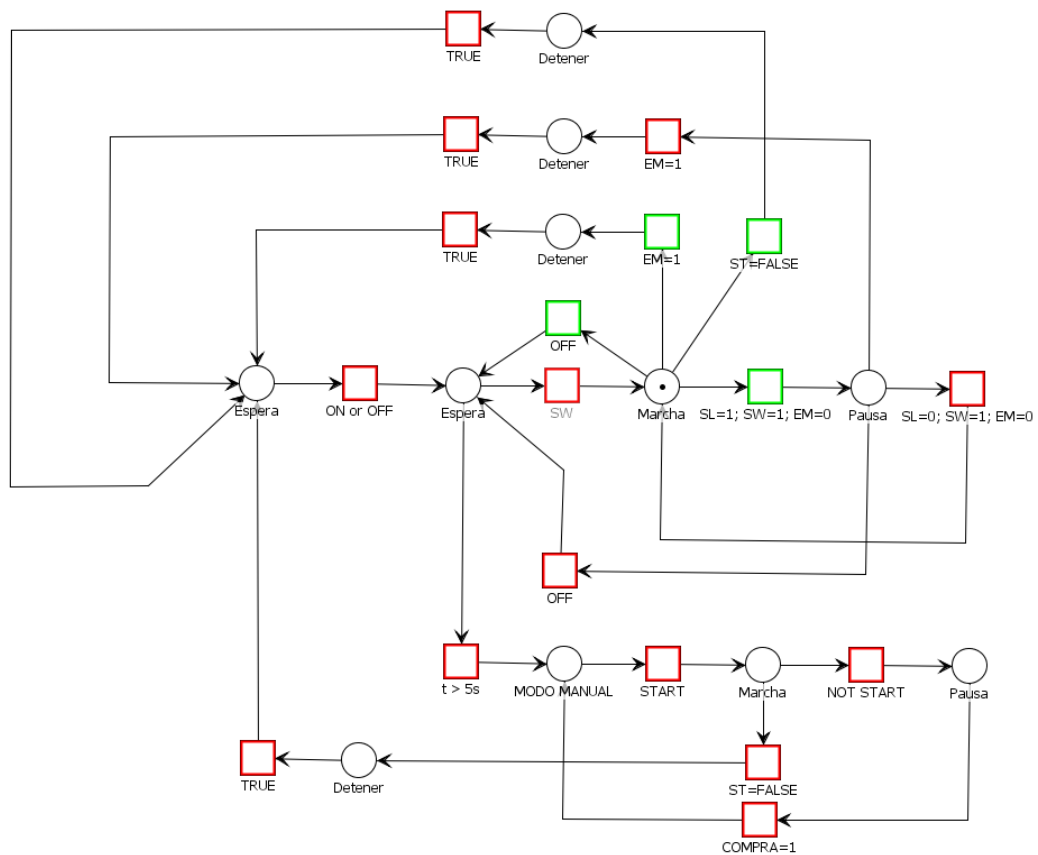 TRUE
Detener
TRUE
Detener
EM=1
TRUE
Detener
EM=1
ST=FALSE
OFF
Espera
ON or OFF
Espera
SW
Marcha
SL=1; SW=1; EM=0
Pausa
SL=0; SW=1; EM=0
OFF
t > 5s
MODO MANUAL
START
Marcha
NOT START
Pausa
TRUE
Detener
ST=FALSE
COMPRA=1